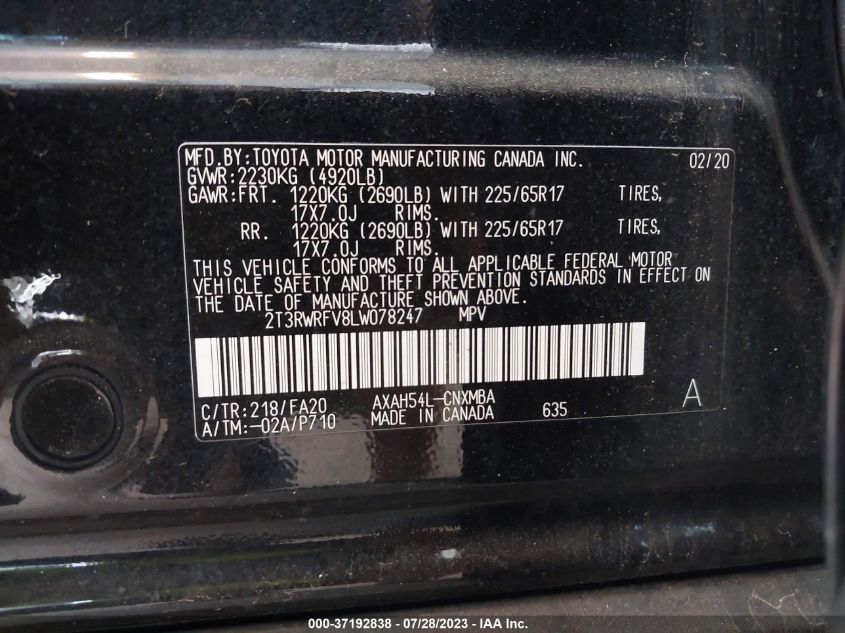 MFD.BY:TOYOTA MOTOR MANUFACTURING CANADA INC. 02/20
GVWR:2230KG (4920LB)
GAWR:FRT. 1220KG (2690LB) WITH 225/65R17 TIRES,
17X7.0J RIMS.
RR. 1220KG (2690LB) WITH 225/65R17 TIRES,
17X7.0J RIMS.
THIS VEHICLE CONFORMS TO ALL APPLICABLE FEDERAL MOTOR
VEHICLE SAFETY AND THEFT PREVENTION STANDARDS IN EFFECT ON
THE DATE OF MANUFACTURE SHOWN ABOVE.
2T3RWRFV8LW078247 MPV
C/TR:218/FA20 AXAH54L-CNXMBA
A/TM:-02A/P710 MADE IN CANADA 635 A
000-37192838 - 07/28/2023 - IAA Inc.